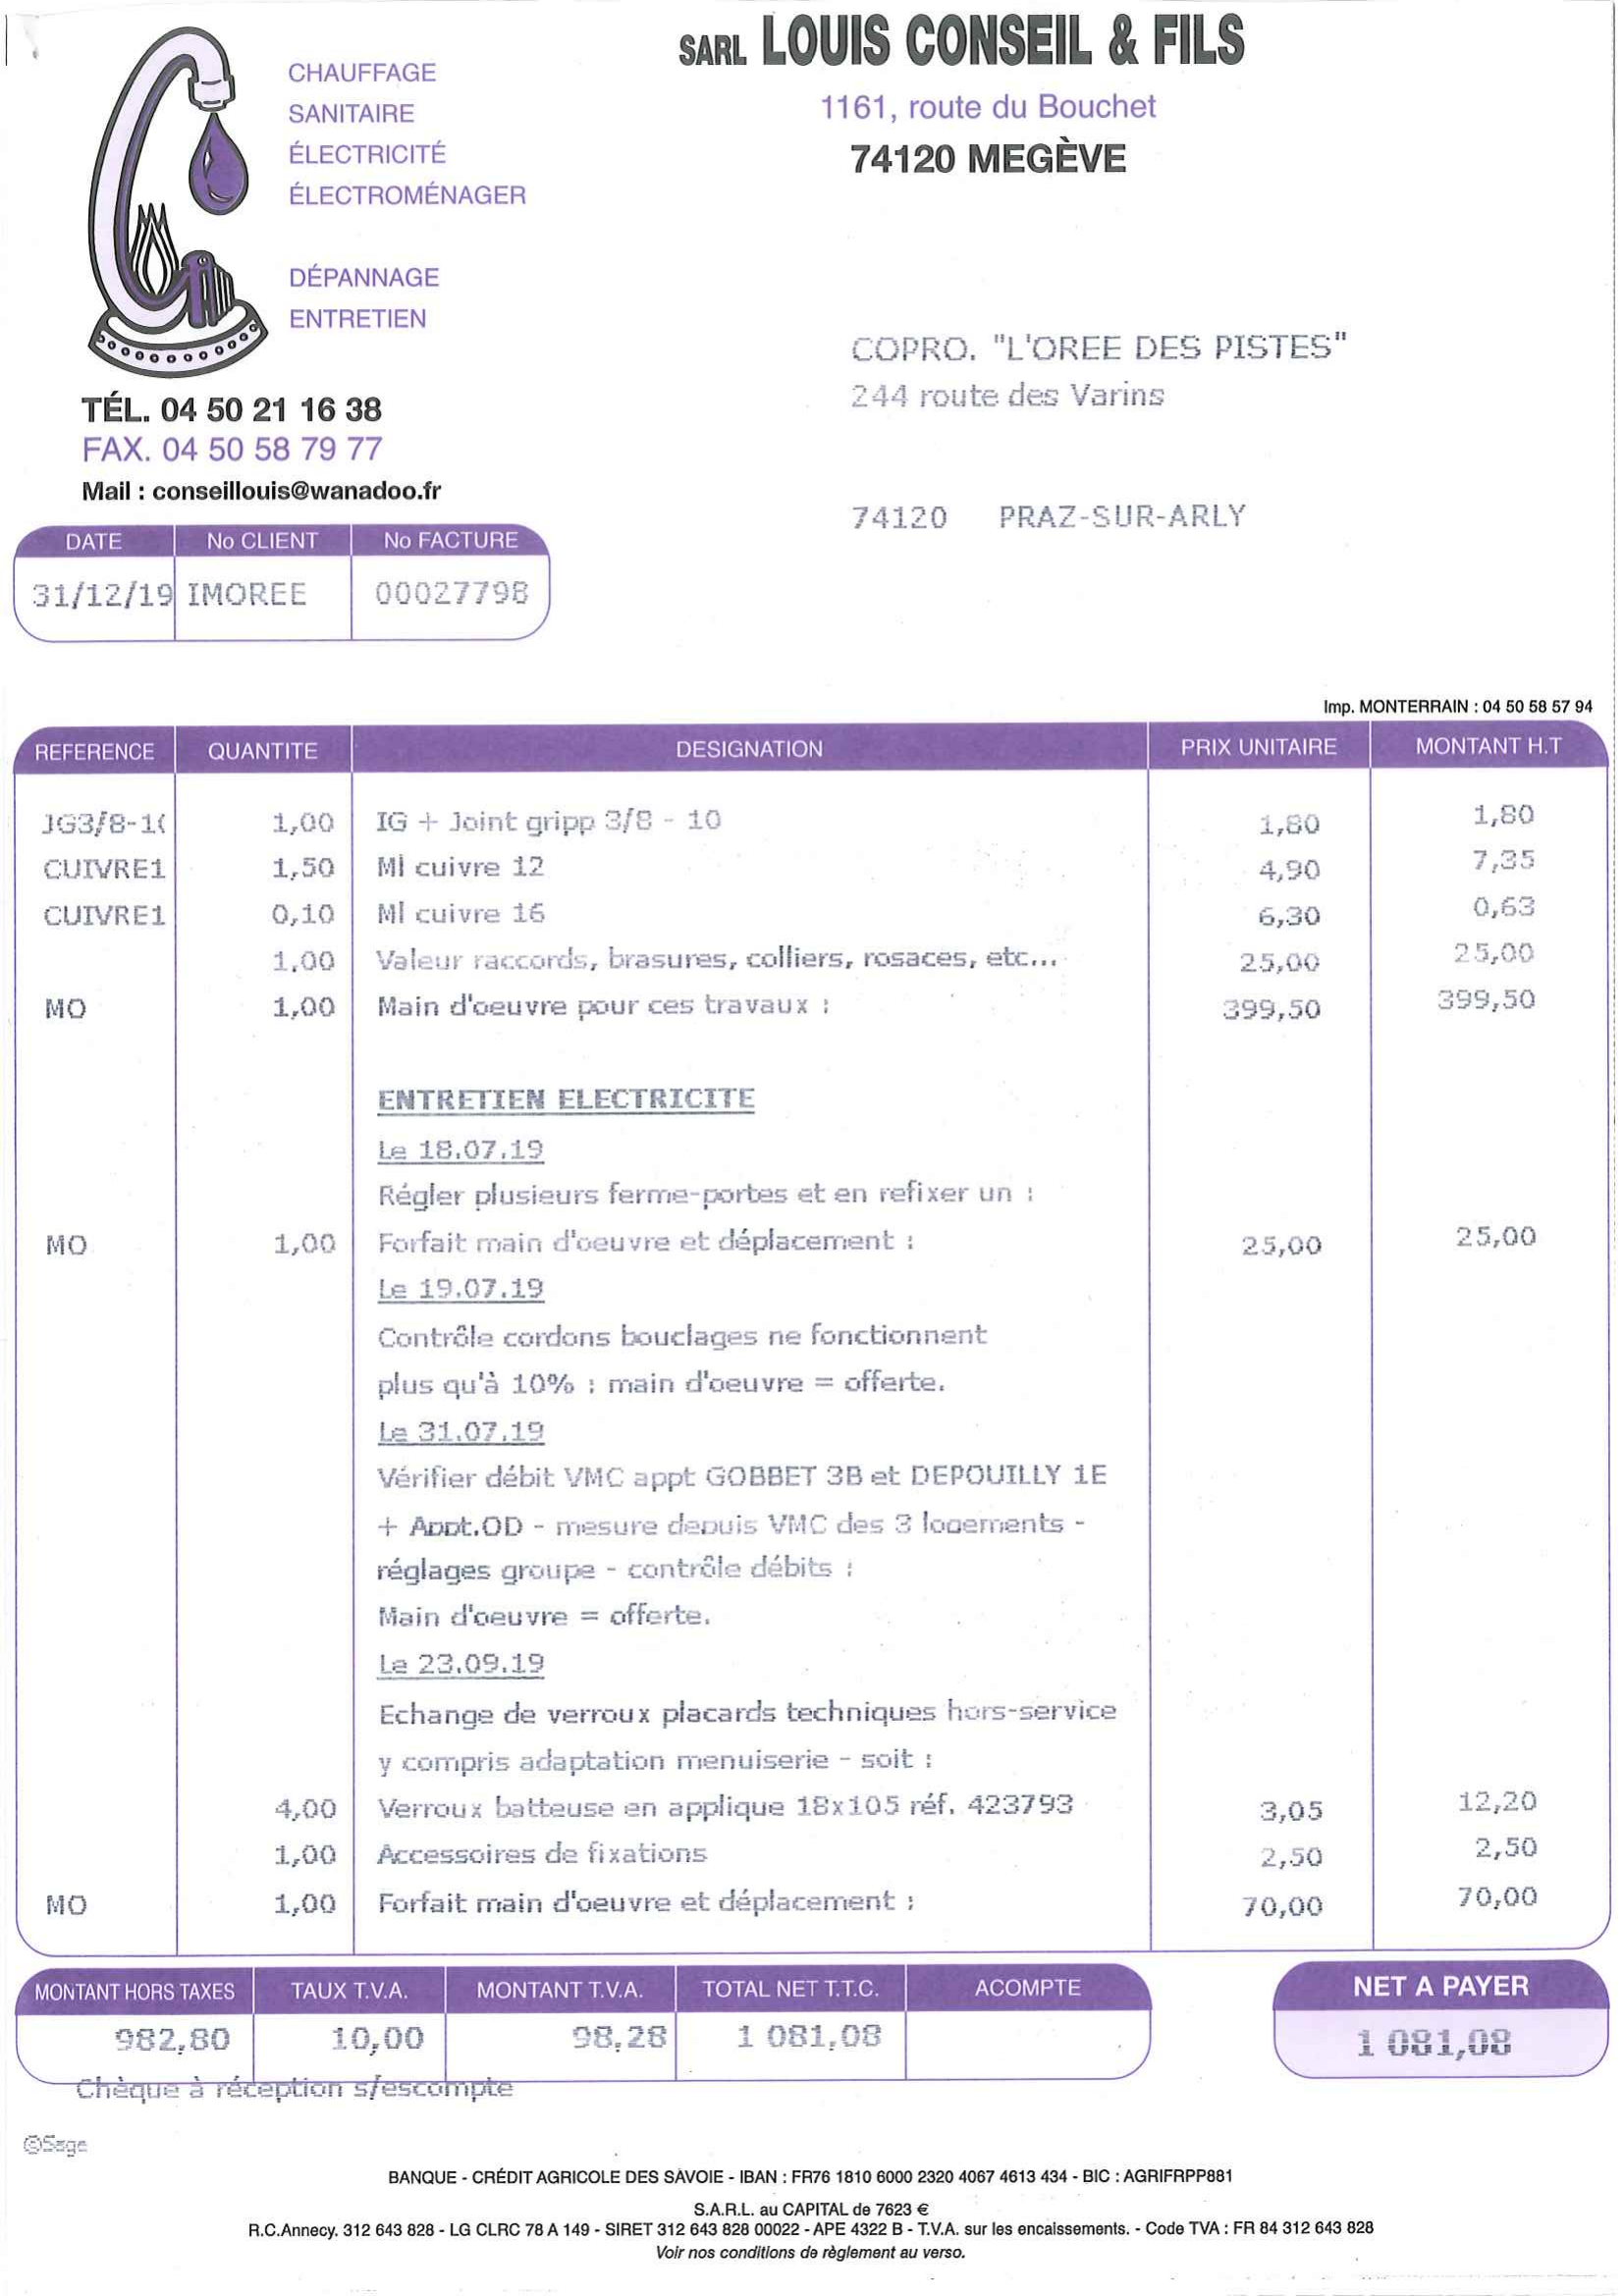 SARL LOUIS CONSEIL & FILS
1161, route du Bouchet
74120 MEGÈVE
CHAUFFAGE
SANITAIRE
ÉLECTRICITÉ
ÉLECTROMÉNAGER
DÉPANNAGE
ENTRETIEN
TÉL. 04 50 21 16 38
FAX. 04 50 58 79 77
Mail : conseillouis@wanadoo.fr
COPRO. "L'OREE DES PISTES"
244 route des Varins
74120 PRAZ-SUR-ARLY
DATE No CLIENT No FACTURE
31/12/19 IMOREE 00027798
Imp. MONTERRAIN : 04 50 58 57 94
REFERENCE QUANTITE DESIGNATION PRIX UNITAIRE MONTANT H.T
JG3/8-1( 1,00 IG + Joint gripp 3/8 - 10 1,80 1,80
CUIVRE1 1,50 Ml cuivre 12 4,90 7,35
CUIVRE1 0,10 Ml cuivre 16 6,30 0,63
1,00 Valeur raccords, brasures, colliers, rosaces, etc... 25,00 25,00
MO 1,00 Main d'oeuvre pour ces travaux : 399,50 399,50
ENTRETIEN ELECTRICITE
Le 18.07.19
Régler plusieurs ferme-portes et en refixer un :
MO 1,00 Forfait main d'oeuvre et déplacement : 25,00 25,00
Le 19.07.19
Contrôle cordons bouclages ne fonctionnent
plus qu'à 10% : main d'oeuvre = offerte.
Le 31.07.19
Vérifier débit VMC appt GOBBET 3B et DEPOUILLY 1E
+ Appt.OD - mesure depuis VMC des 3 logements -
réglages groupe - contrôle débits :
Main d'oeuvre = offerte.
Le 23.09.19
Echange de verroux placards techniques hors-service
y compris adaptation menuiserie - soit :
4,00 Verroux batteuse en applique 18x105 réf. 423793 3,05 12,20
1,00 Accessoires de fixations 2,50 2,50
MO 1,00 Forfait main d'oeuvre et déplacement : 70,00 70,00
MONTANT HORS TAXES TAUX T.V.A. MONTANT T.V.A. TOTAL NET T.T.C. ACOMPTE NET A PAYER
982,80 10,00 98,28 1 081,08 1 081,08
Chèque à réception s/escompte
©Sage
BANQUE - CRÉDIT AGRICOLE DES SAVOIE - IBAN : FR76 1810 6000 2320 4067 4613 434 - BIC : AGRIFRPP881
S.A.R.L. au CAPITAL de 7623 €
R.C.Annecy. 312 643 828 - LG CLRC 78 A 149 - SIRET 312 643 828 00022 - APE 4322 B - T.V.A. sur les encaissements. - Code TVA : FR 84 312 643 828
Voir nos conditions de règlement au verso.